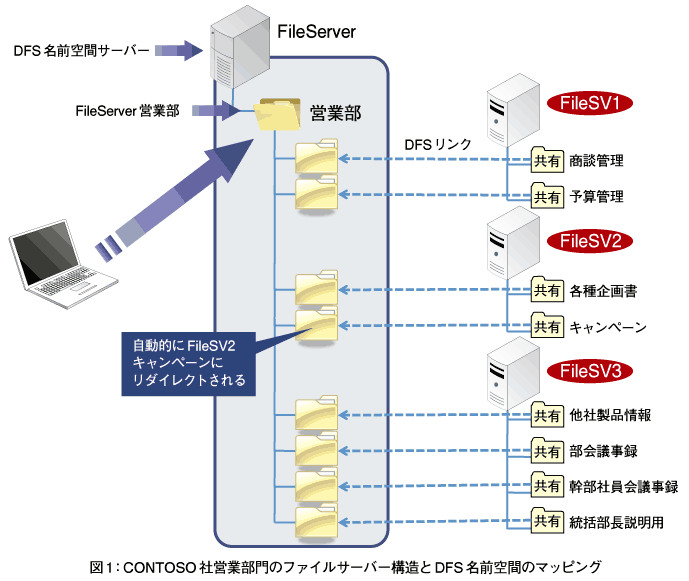 FileServer
DFS 名前空間サーバー
FileServer 営業部
営業部
DFS リンク
FileSV1
共有 商談管理
共有 予算管理
FileSV2
共有 各種企画書
共有 キャンペーン
自動的に FileSV2
キャンペーンに
リダイレクトされる
FileSV3
共有 他社製品情報
共有 部会議事録
共有 幹部社員会議事録
共有 統括部長説明用
図1：CONTOSO 社営業部門のファイルサーバー構造と DFS 名前空間のマッピング